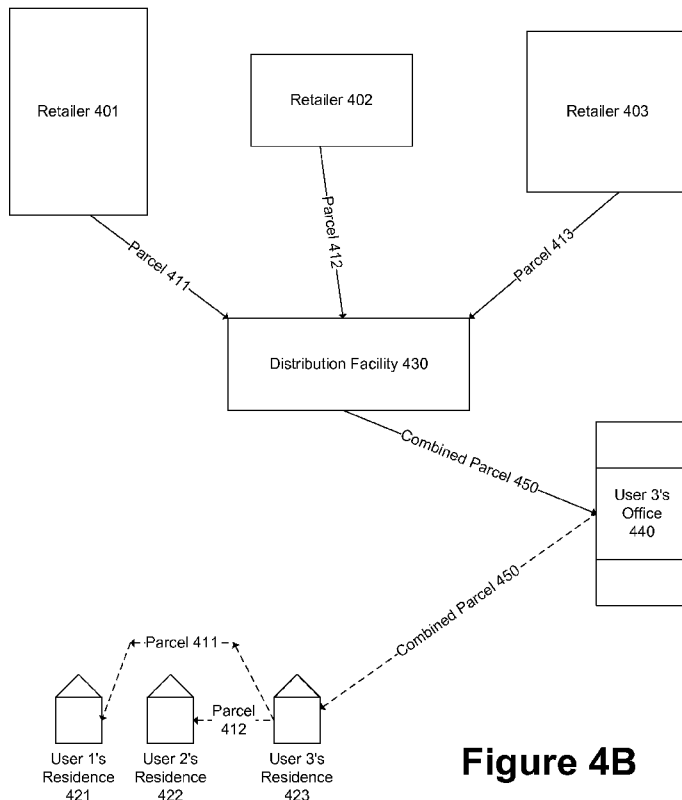 Retailer 401
Retailer 402
Retailer 403
Parcel 411
Parcel 412
Parcel 413
Distribution Facility 430
Combined Parcel 450
User 3's
Office
440
Combined Parcel 450
Parcel 411
Parcel
412
User 1's
Residence
421
User 2's
Residence
422
User 3's
Residence
423
Figure 4B